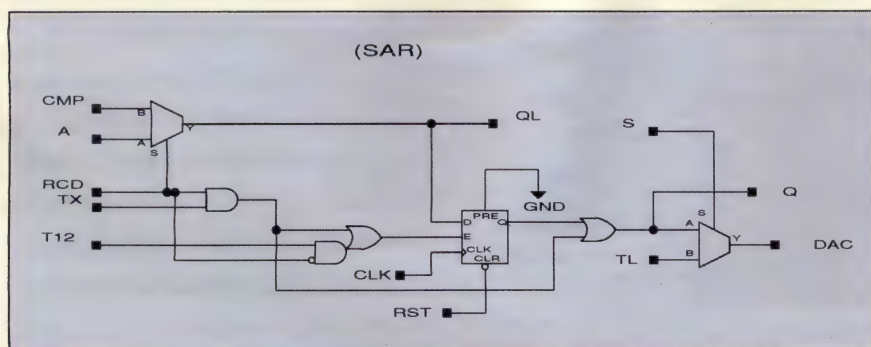 (SAR)
CMP
B
Y
QL
A
A
S
S
RCD
TX
PRE
GND
Q
D
Q
A
S
T12
E
Y
DAC
CLK
B
CLK
CLR
TL
RST